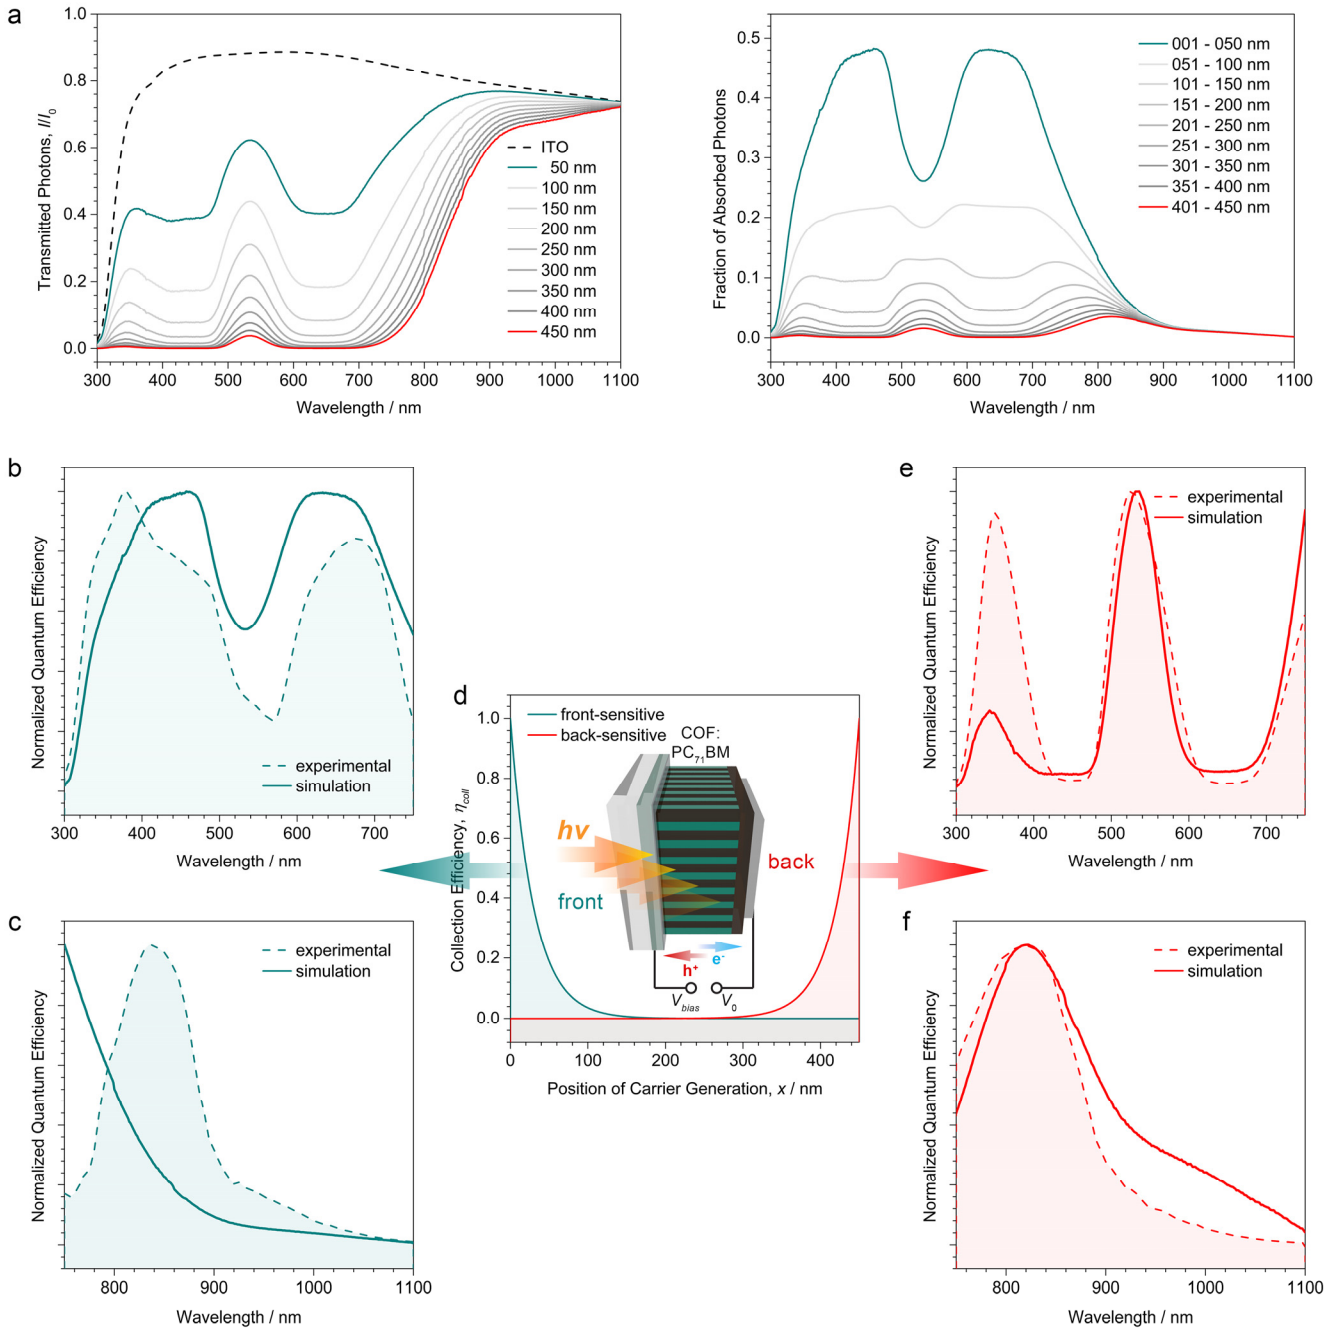 a
1.0
0.8
0.6
0.4
0.2
0.0
Transmitted Photons, I/I0
ITO
50 nm
100 nm
150 nm
200 nm
250 nm
300 nm
350 nm
400 nm
450 nm
300 400 500 600 700 800 900 1000 1100
Wavelength / nm
0.5
0.4
0.3
0.2
0.1
0.0
Fraction of Absorbed Photons
001 - 050 nm
051 - 100 nm
101 - 150 nm
151 - 200 nm
201 - 250 nm
251 - 300 nm
301 - 350 nm
351 - 400 nm
401 - 450 nm
300 400 500 600 700 800 900 1000 1100
Wavelength / nm
b
Normalized Quantum Efficiency
experimental
simulation
300 400 500 600 700
Wavelength / nm
e
Normalized Quantum Efficiency
experimental
simulation
300 400 500 600 700
Wavelength / nm
d
1.0
0.8
0.6
0.4
0.2
0.0
Collection Efficiency, ηcoll
front-sensitive
back-sensitive
COF:
PC71BM
hν
front
back
h+
e-
Vbias
V0
0 100 200 300 400
Position of Carrier Generation, x / nm
c
Normalized Quantum Efficiency
experimental
simulation
800 900 1000 1100
Wavelength / nm
f
Normalized Quantum Efficiency
experimental
simulation
800 900 1000 1100
Wavelength / nm